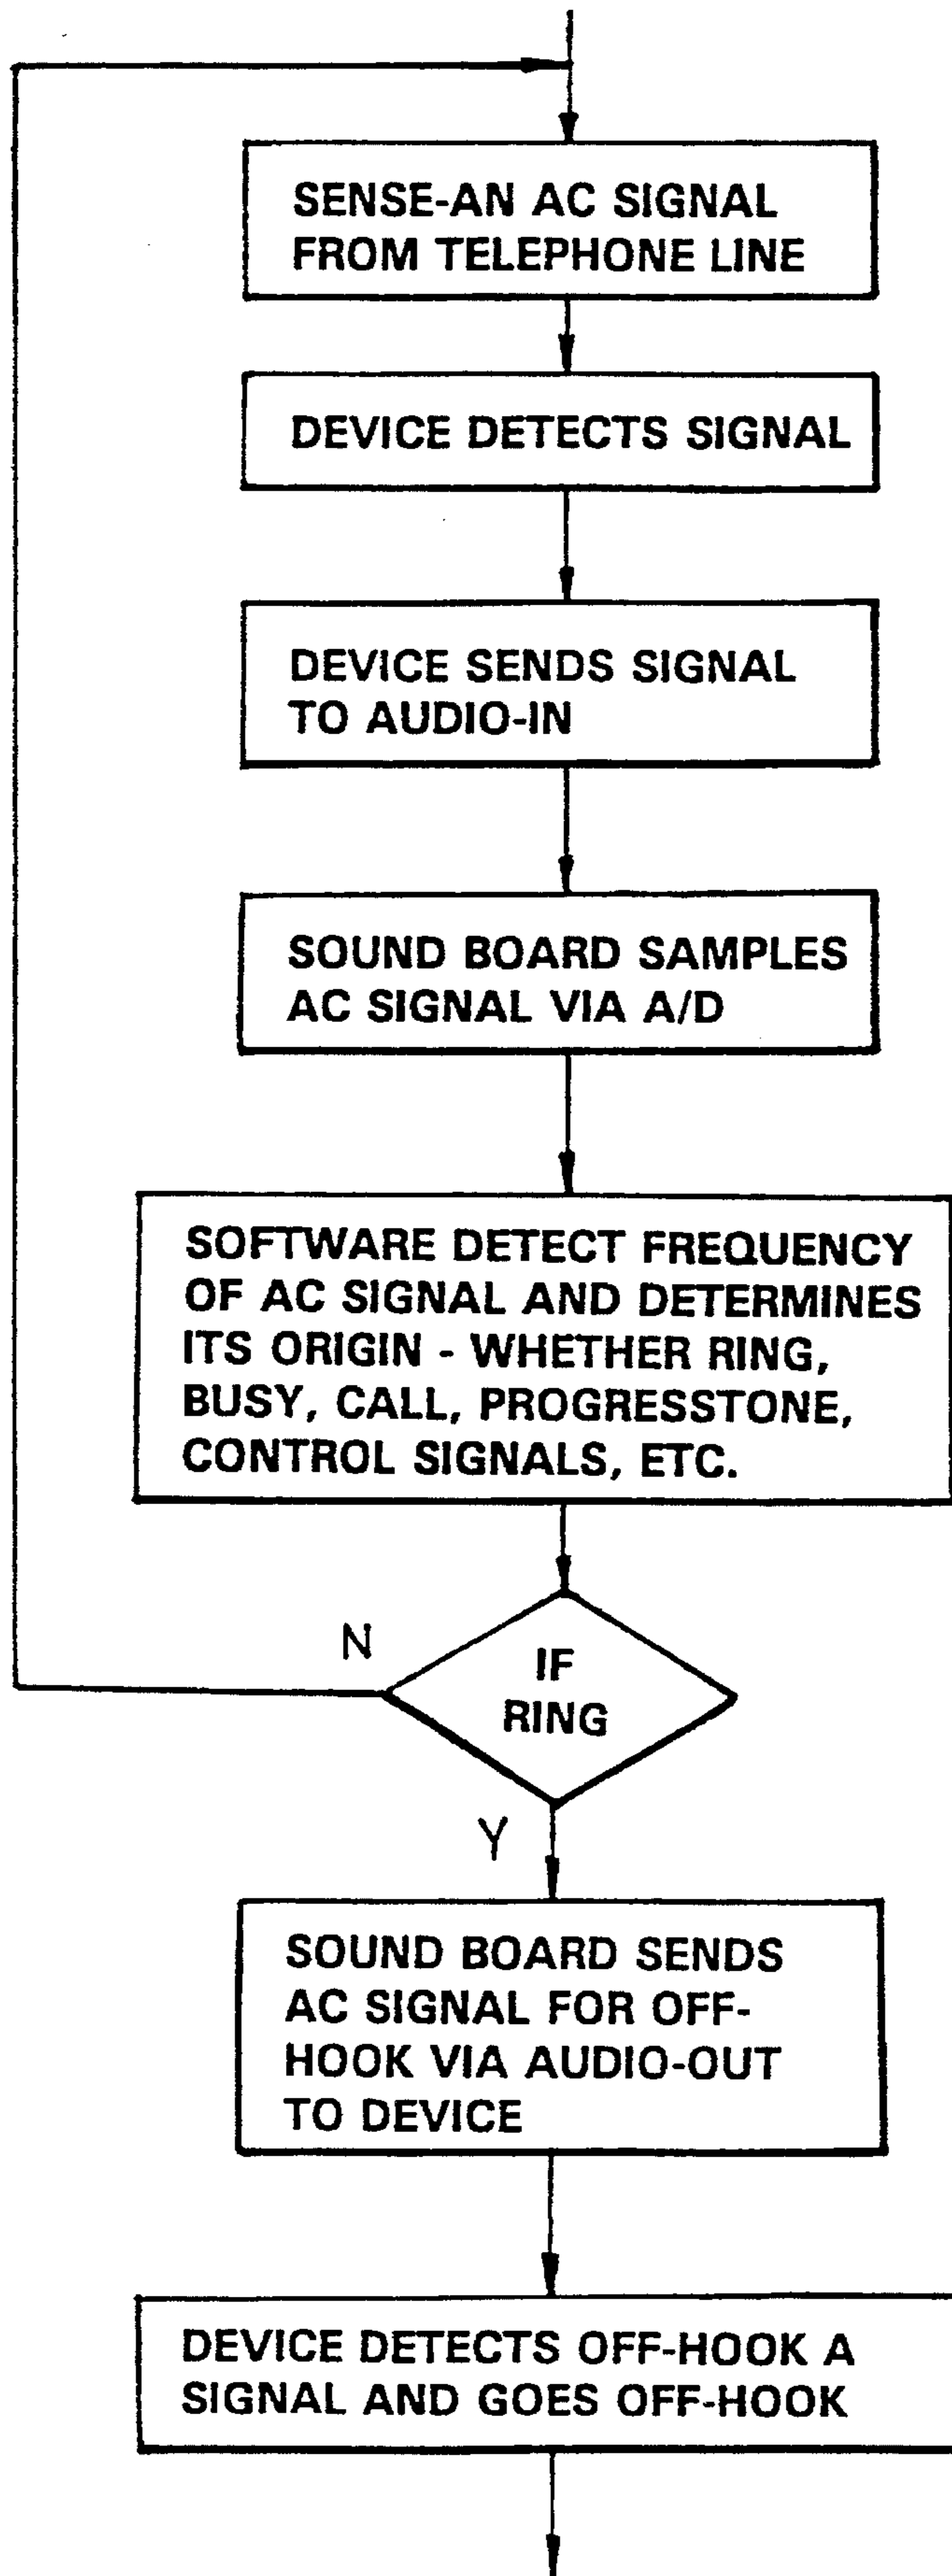 SENSE-AN AC SIGNAL
FROM TELEPHONE LINE
DEVICE DETECTS SIGNAL
DEVICE SENDS SIGNAL
TO AUDIO-IN
SOUND BOARD SAMPLES
AC SIGNAL VIA A/D
SOFTWARE DETECT FREQUENCY
OF AC SIGNAL AND DETERMINES
ITS ORIGIN - WHETHER RING,
BUSY, CALL, PROGRESSTONE,
CONTROL SIGNALS, ETC.
N
IF
RING
Y
SOUND BOARD SENDS
AC SIGNAL FOR OFF-
HOOK VIA AUDIO-OUT
TO DEVICE
DEVICE DETECTS OFF-HOOK A
SIGNAL AND GOES OFF-HOOK